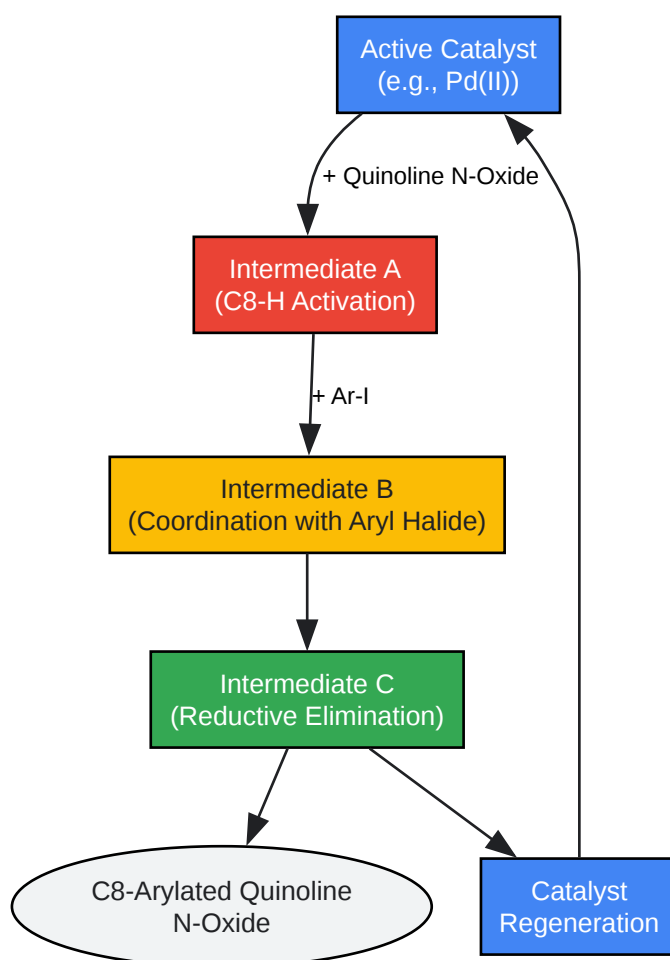 Active Catalyst
(e.g., Pd(II))
+ Quinoline N-Oxide
Intermediate A
(C8-H Activation)
+ Ar-I
Intermediate B
(Coordination with Aryl Halide)
Intermediate C
(Reductive Elimination)
C8-Arylated Quinoline
N-Oxide
Catalyst
Regeneration